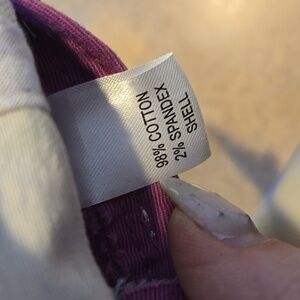 98% COTTON
2% SPANDEX
SHELL